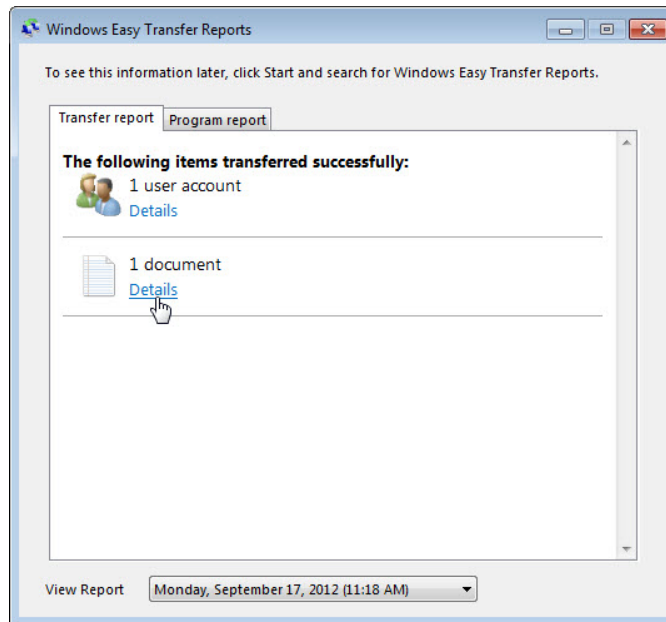 Windows Easy Transfer Reports
To see this information later, click Start and search for Windows Easy Transfer Reports.
Transfer report
Program report
The following items transferred successfully:
1 user account
Details
1 document
Details
View Report
Monday, September 17, 2012 (11:18 AM)